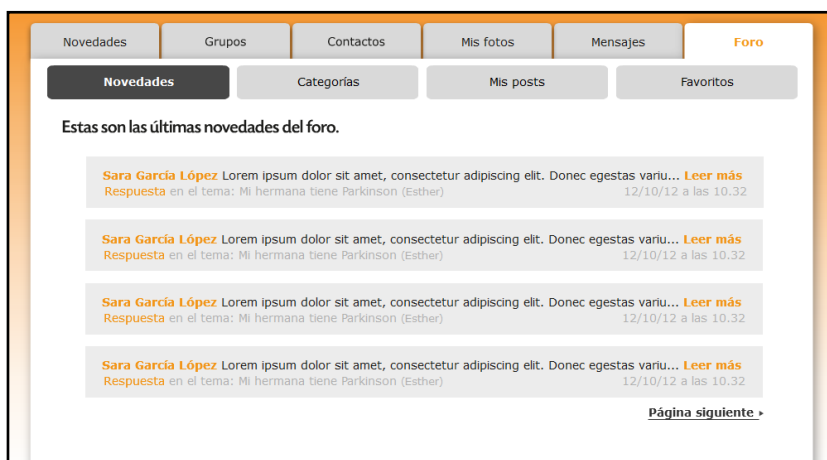 Novedades Grupos Contactos Mis fotos Mensajes Foro
Novedades Categorías Mis posts Favoritos
Estas son las últimas novedades del foro.
Sara García López Lorem ipsum dolor sit amet, consectetur adipiscing elit. Donec egestas variu... Leer más
Respuesta en el tema: Mi hermana tiene Parkinson (Esther) 12/10/12 a las 10.32
Sara García López Lorem ipsum dolor sit amet, consectetur adipiscing elit. Donec egestas variu... Leer más
Respuesta en el tema: Mi hermana tiene Parkinson (Esther) 12/10/12 a las 10.32
Sara García López Lorem ipsum dolor sit amet, consectetur adipiscing elit. Donec egestas variu... Leer más
Respuesta en el tema: Mi hermana tiene Parkinson (Esther) 12/10/12 a las 10.32
Sara García López Lorem ipsum dolor sit amet, consectetur adipiscing elit. Donec egestas variu... Leer más
Respuesta en el tema: Mi hermana tiene Parkinson (Esther) 12/10/12 a las 10.32
Página siguiente ▸